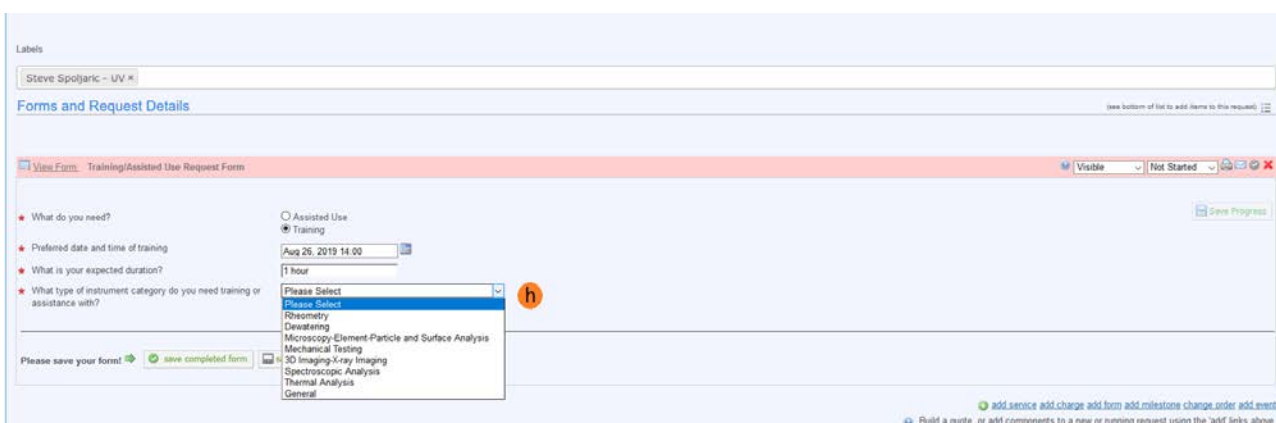 Labels
Steve Spoljaric - UV ×
Forms and Request Details
(see bottom of list to add items to this request)
View Form: Training/Assisted Use Request Form
Visible
Not Started
★ What do you need?
Assisted Use
Training
Save Progress
★ Preferred date and time of training
Aug 26, 2019 14:00
★ What is your expected duration?
1 hour
★ What type of instrument category do you need training or
assistance with?
Please Select
h
Please Select
Rheometry
Dewatering
Microscopy-Element-Particle and Surface Analysis
Mechanical Testing
3D Imaging-X-ray Imaging
Spectroscopic Analysis
Thermal Analysis
General
Please save your form!
save completed form
add service add charge add form add milestone change order add event
Build a quote, or add components to a new or running request using the 'add' links above